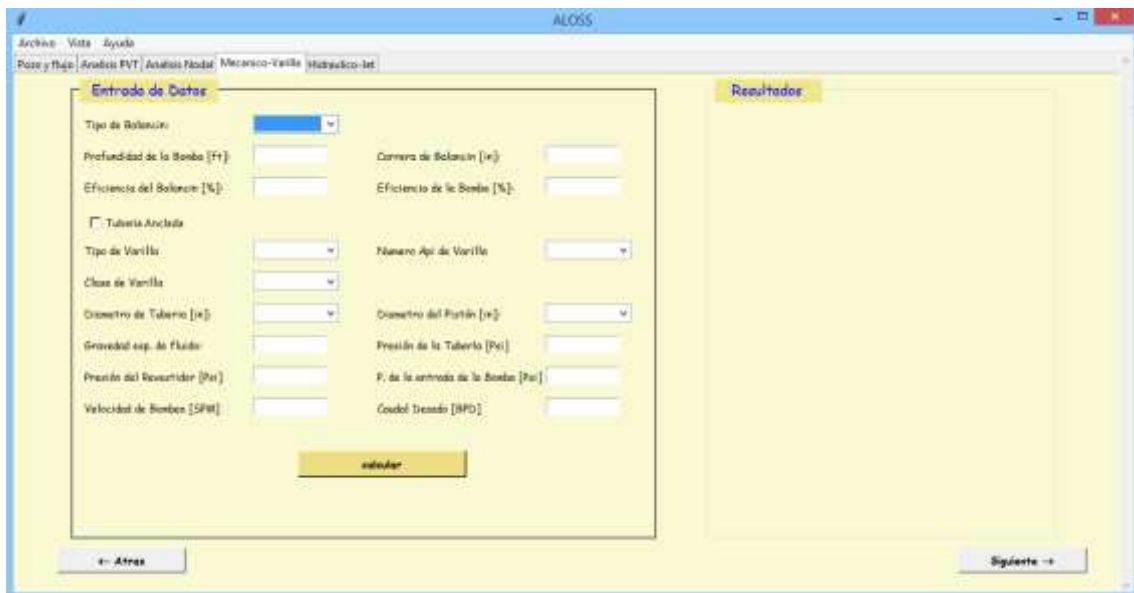 ALOSS
Archivo Vista Ayuda
Pozo y flujo Analisis PVT Analisis Nodal Mecanico-Varilla Hidraulico-Jet
Entrada de Datos
Resultados
Tipo de Balancin:
Profundidad de la Bomba [ft]: Carrera de Balancin [in]:
Eficiencia del Balancin [%]: Eficiencia de la Bomba [%]:
Tuberia Anclada
Tipo de Varilla Numero Api de Varilla
Clase de Varilla
Diametro de Tuberia [in]: Diametro del Pistón [in]:
Gravedad esp. de fluido: Presión de la Tubería [Psi]
Presión del Revestidor [Psi] P. de la entrada de la Bomba [Psi]
Velocidad de Bombeo [SPM] Caudal Deseado [BPD]
calcular
<- Atras
Siguiente ->